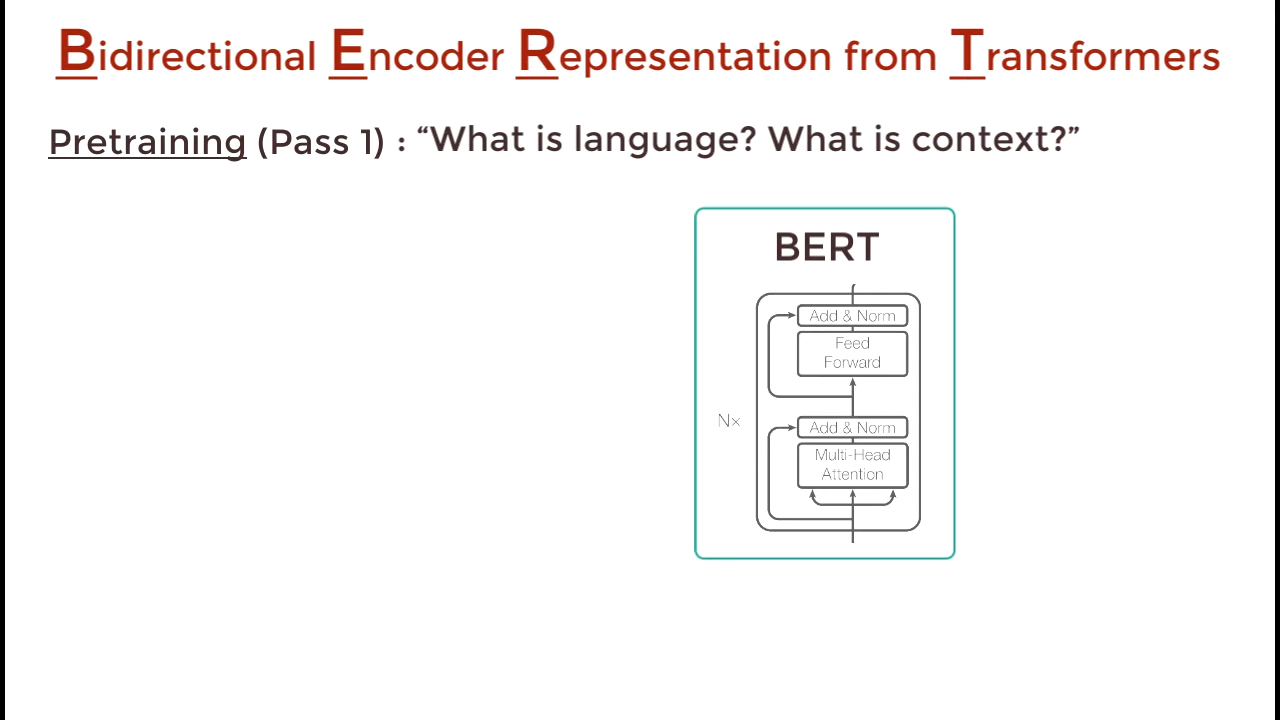 Bidirectional Encoder Representation from Transformers
Pretraining (Pass 1) : “What is language? What is context?”
BERT
Add & Norm
Feed
Forward
Nx
Add & Norm
Multi-Head
Attention